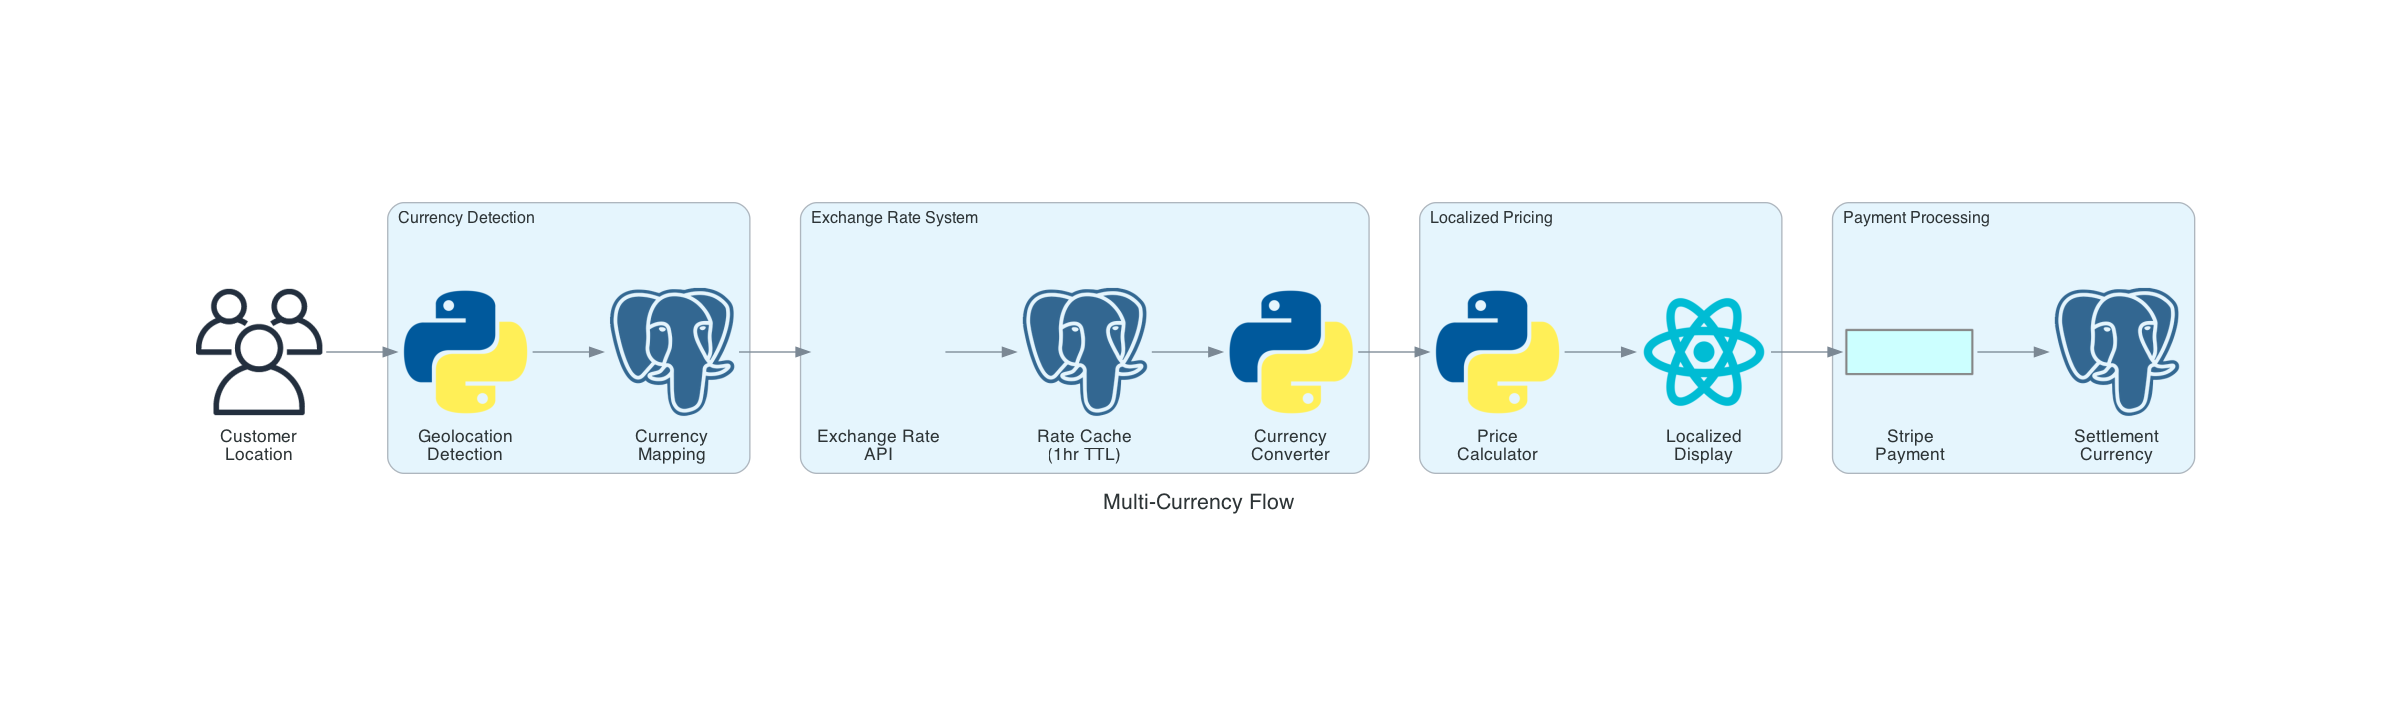 Currency Detection
Exchange Rate System
Localized Pricing
Payment Processing
Customer
Location
Geolocation
Detection
Currency
Mapping
Exchange Rate
API
Rate Cache
(1hr TTL)
Currency
Converter
Price
Calculator
Localized
Display
Stripe
Payment
Settlement
Currency
Multi-Currency Flow